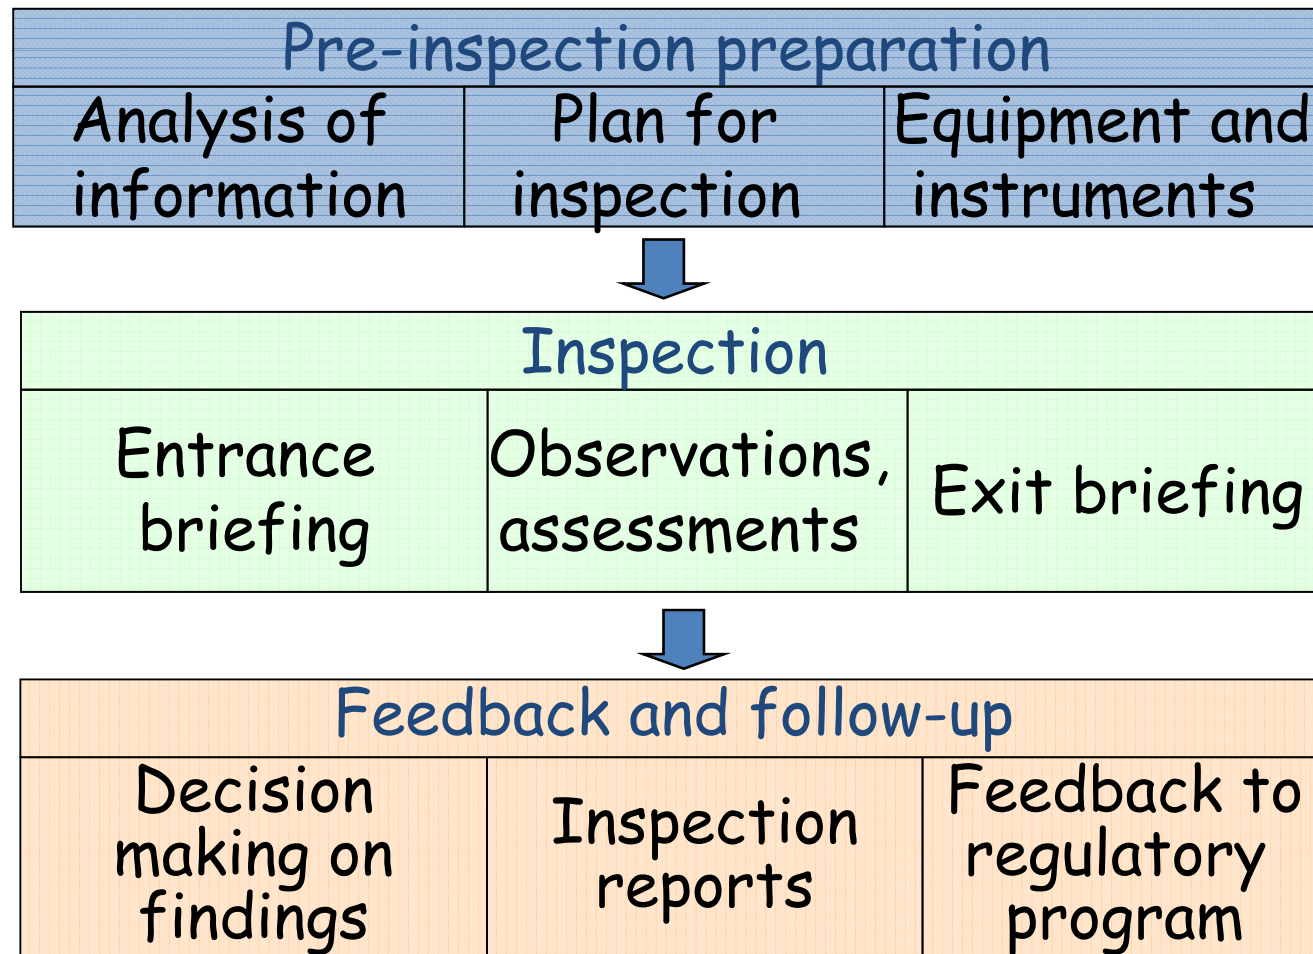 Pre-inspection preparation
Analysis of
information
Plan for
inspection
Equipment and
instruments
Inspection
Entrance
briefing
Observations,
assessments
Exit briefing
Feedback and follow-up
Decision
making on
findings
Inspection
reports
Feedback to
regulatory
program